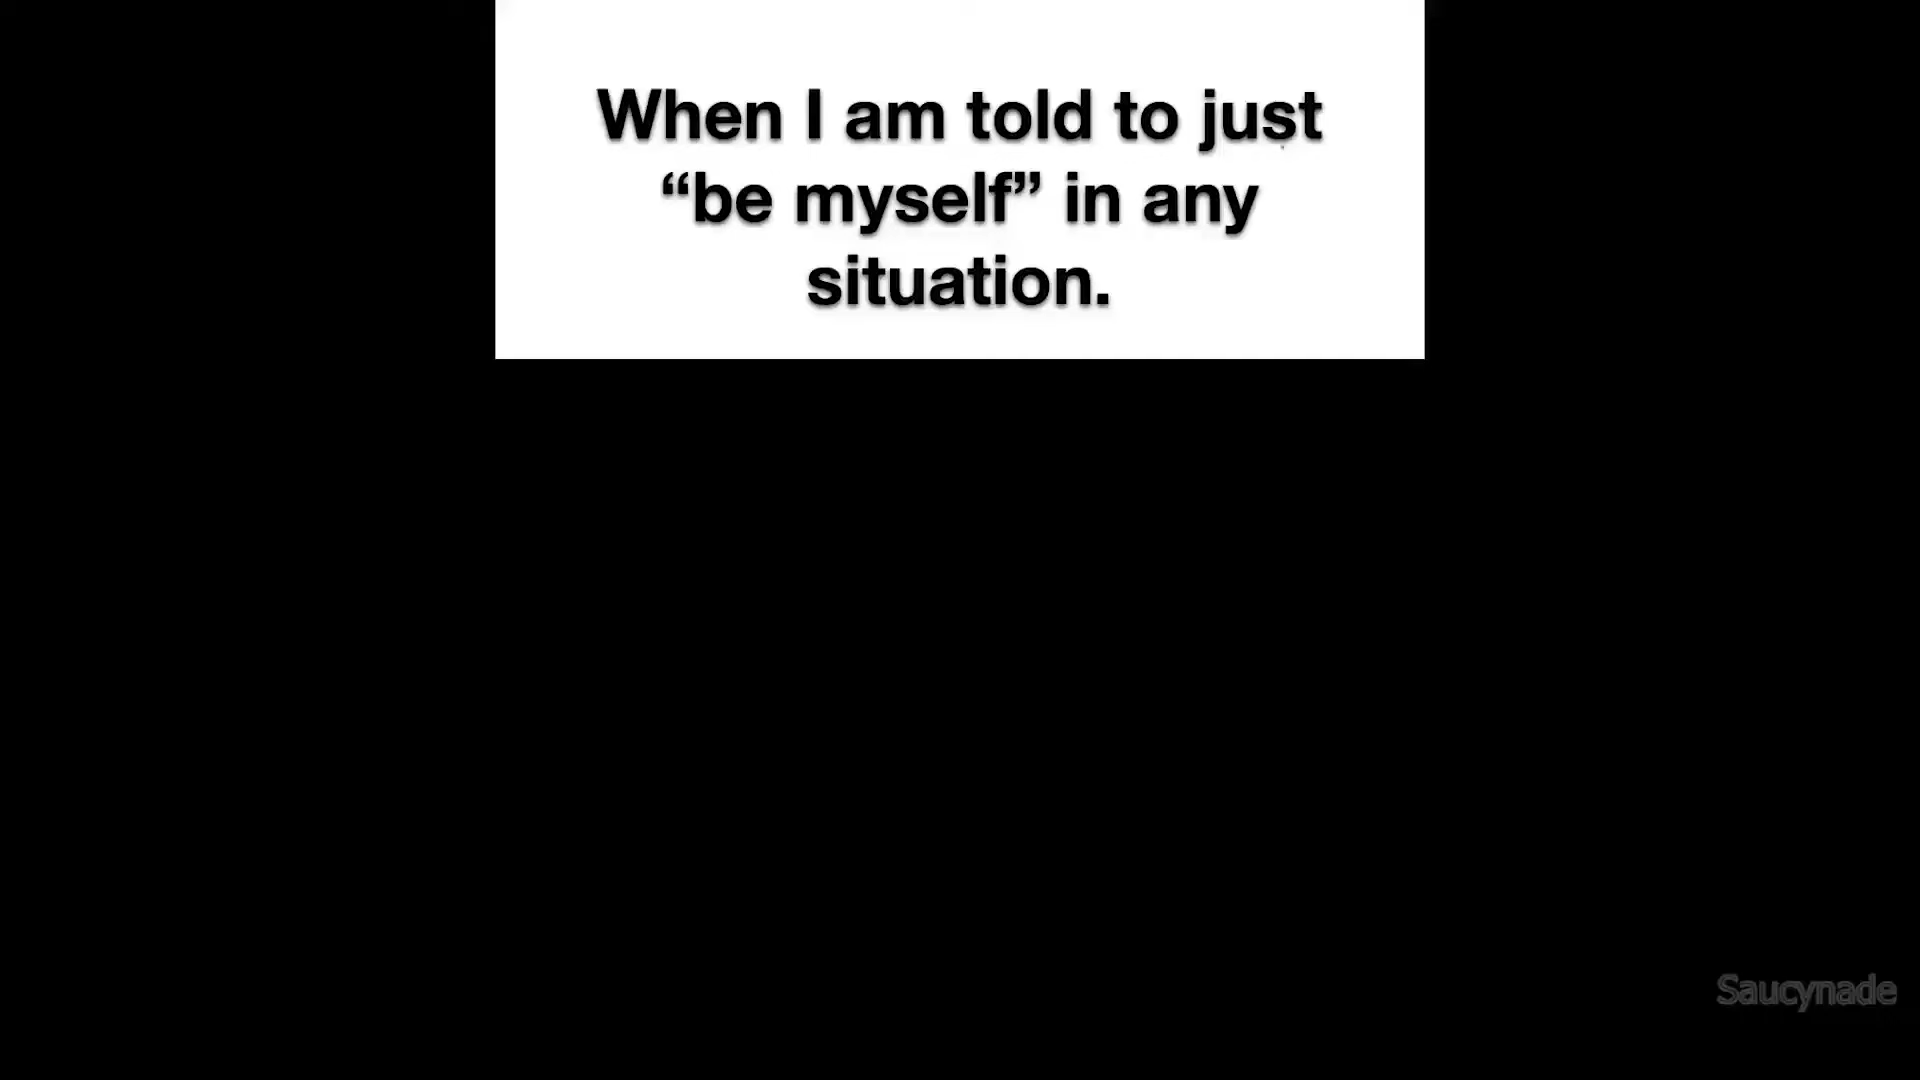 When I am told to just
“be myself” in any
situation.
Saucynade